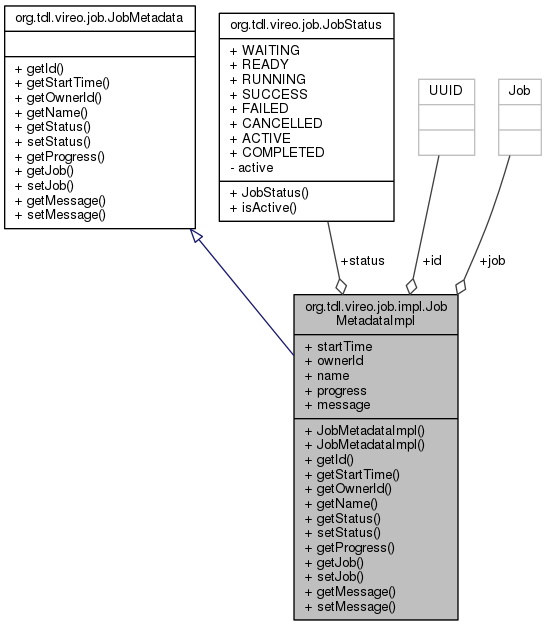 org.tdl.vireo.job.JobMetadata
+ getId()
+ getStartTime()
+ getOwnerId()
+ getName()
+ getStatus()
+ setStatus()
+ getProgress()
+ getJob()
+ setJob()
+ getMessage()
+ setMessage()
org.tdl.vireo.job.JobStatus
+ WAITING
+ READY
+ RUNNING
+ SUCCESS
+ FAILED
+ CANCELLED
+ ACTIVE
+ COMPLETED
- active
+ JobStatus()
+ isActive()
UUID
Job
+status
+id
+job
org.tdl.vireo.job.impl.Job
MetadataImpl
+ startTime
+ ownerId
+ name
+ progress
+ message
+ JobMetadataImpl()
+ JobMetadataImpl()
+ getId()
+ getStartTime()
+ getOwnerId()
+ getName()
+ getStatus()
+ setStatus()
+ getProgress()
+ getJob()
+ setJob()
+ getMessage()
+ setMessage()